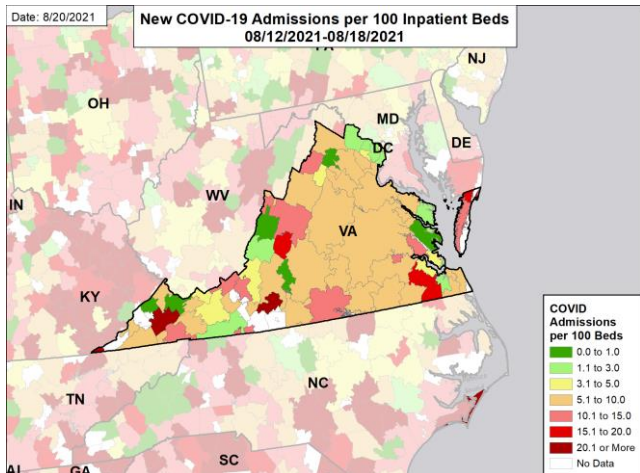 Date: 8/20/2021
New COVID-19 Admissions per 100 Inpatient Beds
08/12/2021-08/18/2021
PA
NJ
OH
MD
DC
DE
IN
WV
VA
KY
TN
NC
AL
GA
SC
COVID
Admissions
per 100 Beds
0.0 to 1.0
1.1 to 3.0
3.1 to 5.0
5.1 to 10.0
10.1 to 15.0
15.1 to 20.0
20.1 or More
No Data